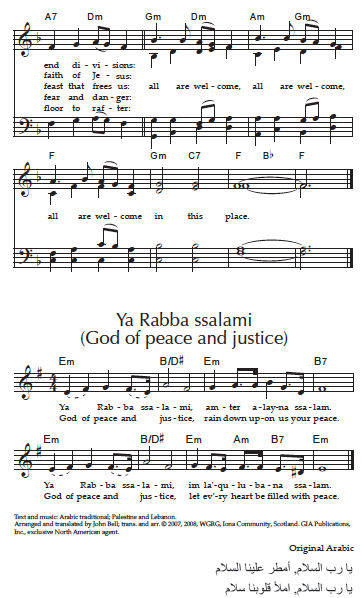 A7 Dm Gm Dm Am Gm
end di - vi - sions:
faith of Je - sus:
feast that frees us: all are wel - come, all are wel - come,
fear and dan - ger:
floor to raf - ter:
F Gm C7 F B♭ F
all are wel - come in this place.
Ya Rabba ssalami
(God of peace and justice)
Em B/D# Em B7
Ya Rab - ba ssa - la - mi, am - ter a - lay - na ssa - lam.
God of peace and jus - tice, rain down up - on us your peace.
Em B/D# Em Am B7 Em
Ya Rab - ba ssa - la - mi, im la'- qu - lu - ba - na ssa - lam.
God of peace and jus - tice, let ev'- ry heart be filled with peace.
Text and music: Arabic traditional; Palestine and Lebanon.
Arranged and translated by John Bell; trans. and arr. © 2007, 2008, WGRG, Iona Community, Scotland. GIA Publications,
Inc., exclusive North American agent.
Original Arabic
يا رب السلام, أمطر علينا السلام
يا رب السلام, املأ قلوبنا سلام